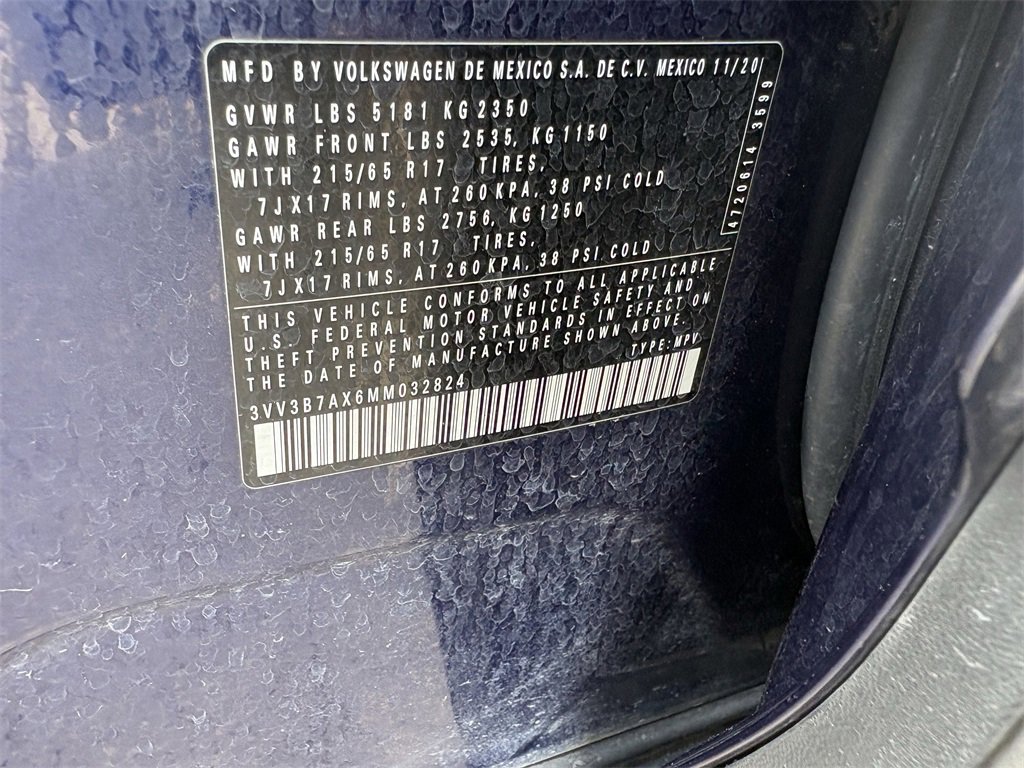 MFD BY VOLKSWAGEN DE MEXICO S.A. DE C.V. MEXICO 11/20
GVWR LBS 5181 KG 2350
GAWR FRONT LBS 2535, KG 1150
WITH 215/65 R17 TIRES,
7JX17 RIMS, AT 260 KPA, 38 PSI COLD
GAWR REAR LBS 2756, KG 1250
WITH 215/65 R17 TIRES,
7JX17 RIMS, AT 260 KPA, 38 PSI COLD
THIS VEHICLE CONFORMS TO ALL APPLICABLE
U.S. FEDERAL MOTOR VEHICLE SAFETY AND
THEFT PREVENTION STANDARDS IN EFFECT ON
THE DATE OF MANUFACTURE SHOWN ABOVE.
TYPE: MPV
3VV3B7AX6MM032824
4720614 3599